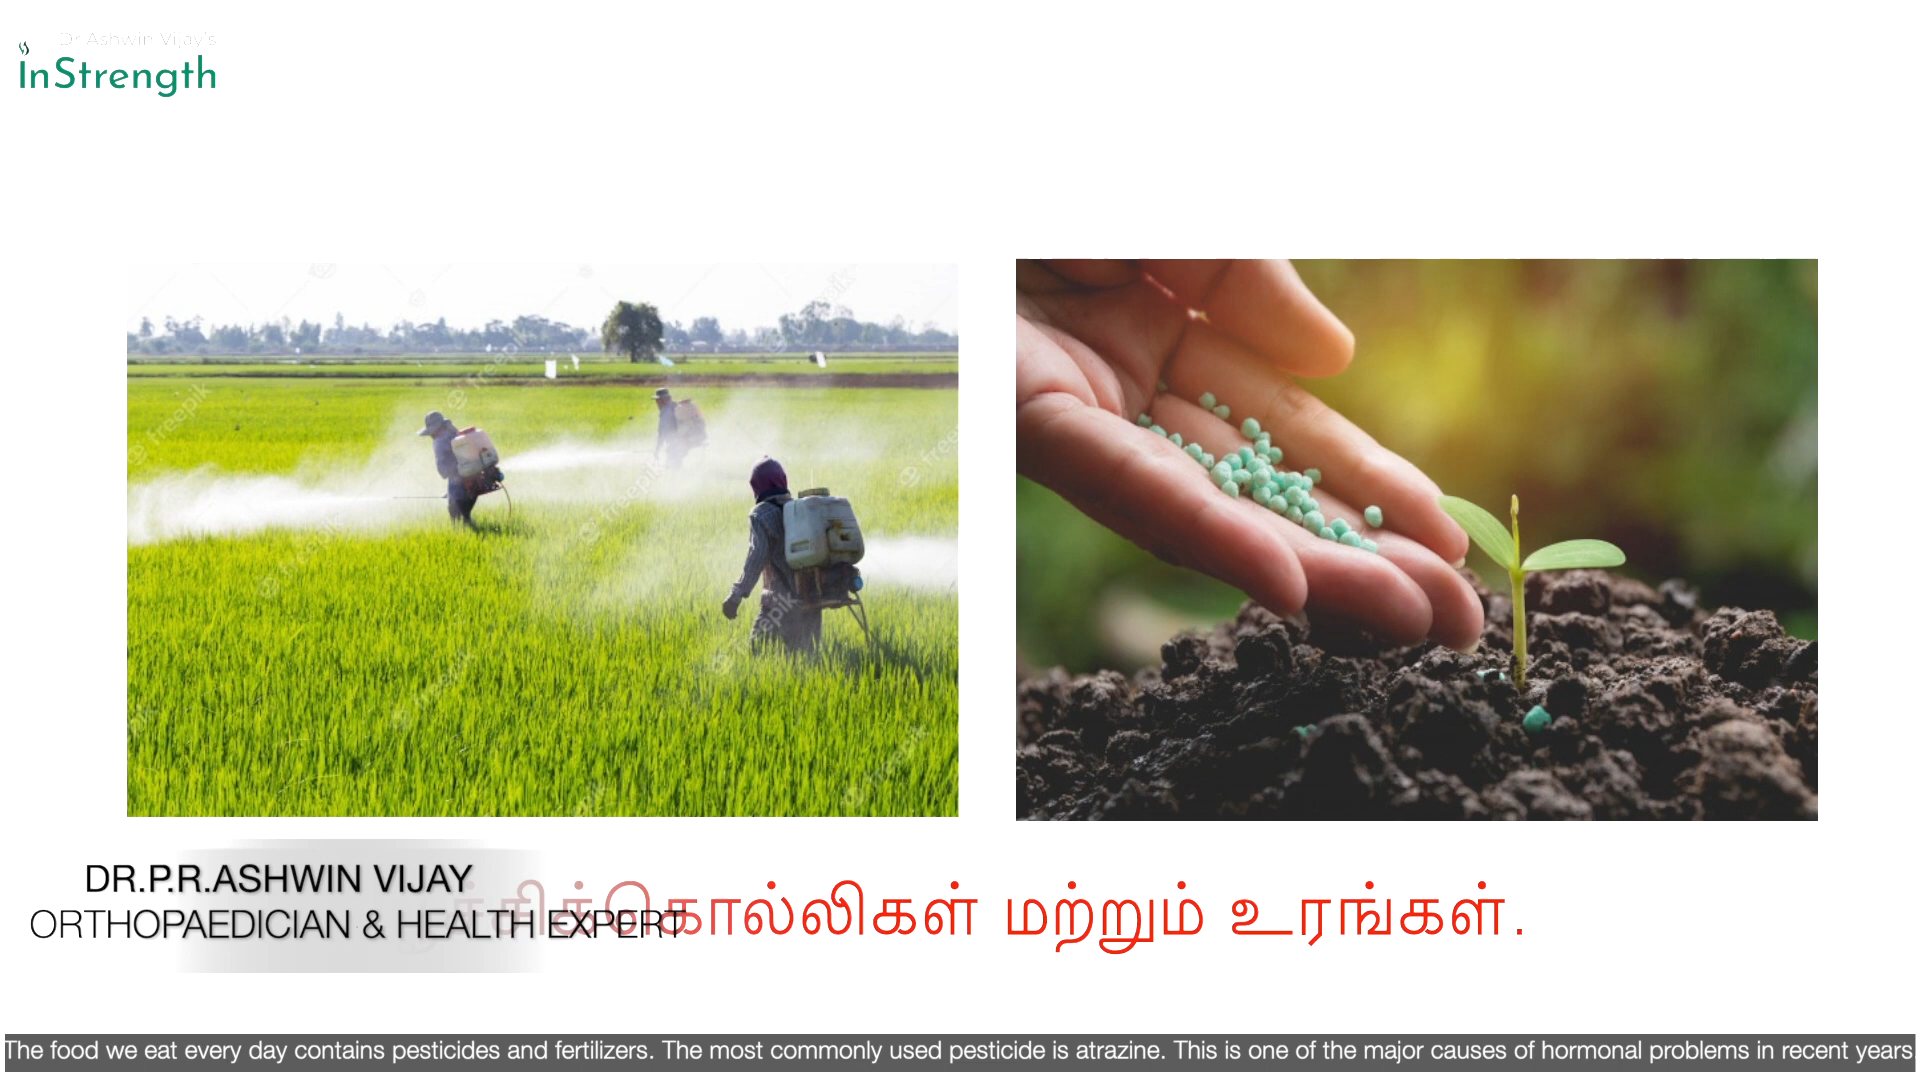 Dr Ashwin Vijay's
InStrength
DR.P.R.ASHWIN VIJAY
ORTHOPAEDICIAN & HEALTH EXPERT
மற்றும் உரங்கள்.
The food we eat every day contains pesticides and fertilizers. The most commonly used pesticide is atrazine. This is one of the major causes of hormonal problems in recent years